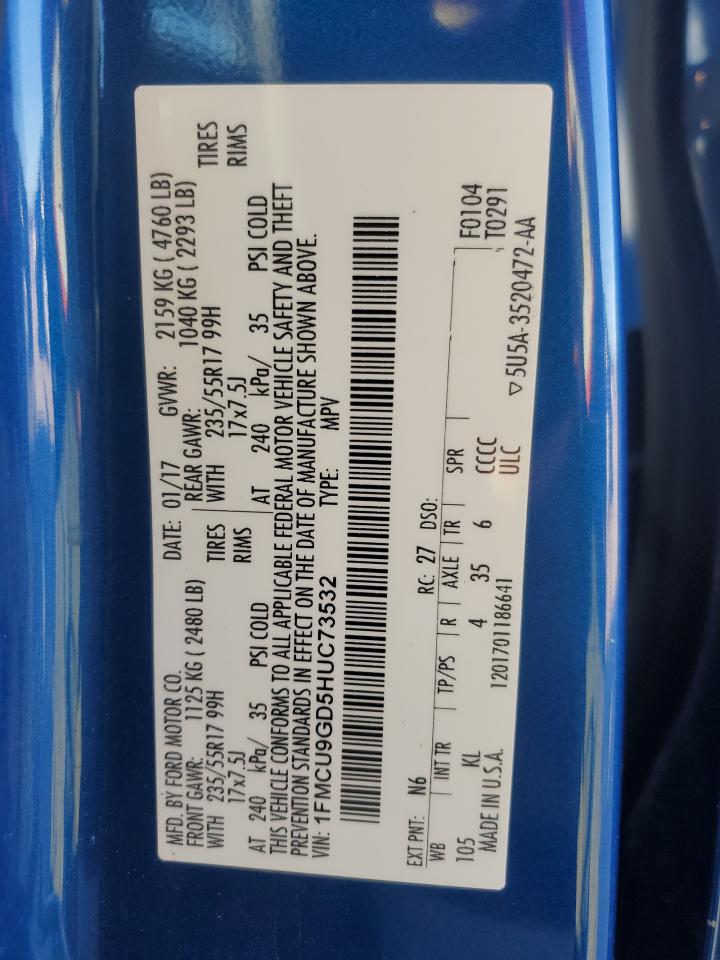 MFD. BY FORD MOTOR CO. DATE: 01/17 GVWR: 2159 KG ( 4760 LB)
FRONT GAWR: 1125 KG ( 2480 LB) REAR GAWR: 1040 KG ( 2293 LB)
WITH 235/55R17 99H TIRES WITH 235/55R17 99H TIRES
17x7.5J RIMS 17x7.5J RIMS
AT 240 kPa/ 35 PSI COLD AT 240 kPa/ 35 PSI COLD
THIS VEHICLE CONFORMS TO ALL APPLICABLE FEDERAL MOTOR VEHICLE SAFETY AND THEFT
PREVENTION STANDARDS IN EFFECT ON THE DATE OF MANUFACTURE SHOWN ABOVE.
VIN: 1FMCU9GD5HUC73532 TYPE: MPV
EXT PNT: N6 RC: 27 DSO:
WB INT TR TP/PS R AXLE TR SPR F0104
105 KL 4 35 6 CCCC T0291
MADE IN U.S.A. 1201701186641 ULC ▽5U5A-3520472-AA